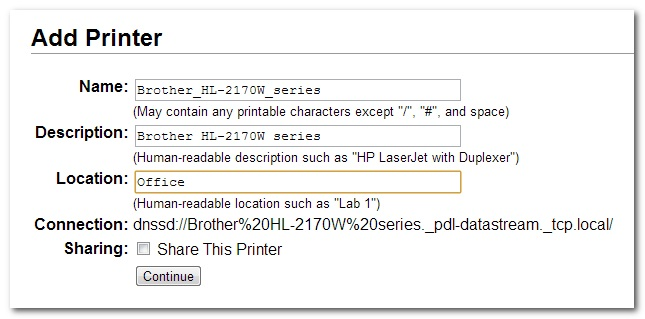 Add Printer
Name: Brother_HL-2170W_series
(May contain any printable characters except "/", "#", and space)
Description: Brother HL-2170W series
(Human-readable description such as "HP LaserJet with Duplexer")
Location: Office
(Human-readable location such as "Lab 1")
Connection: dnssd://Brother%20HL-2170W%20series._pdl-datastream._tcp.local/
Sharing: Share This Printer
Continue